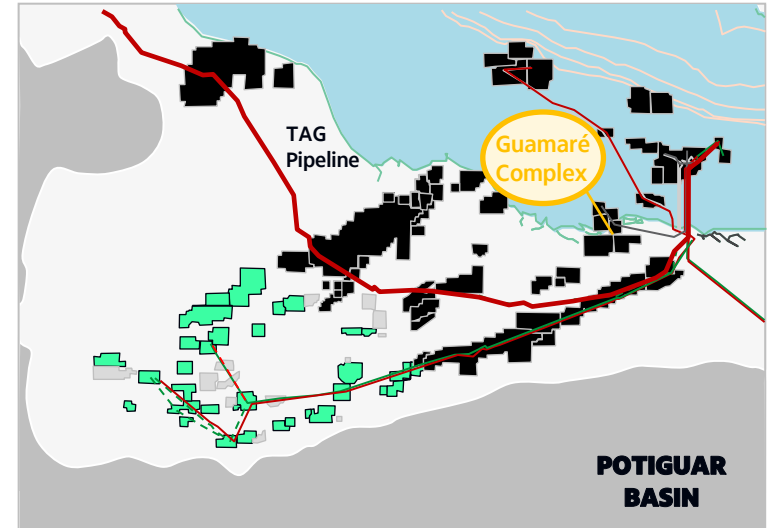 TAG
Pipeline
Guamaré
Complex
POTIGUAR
BASIN